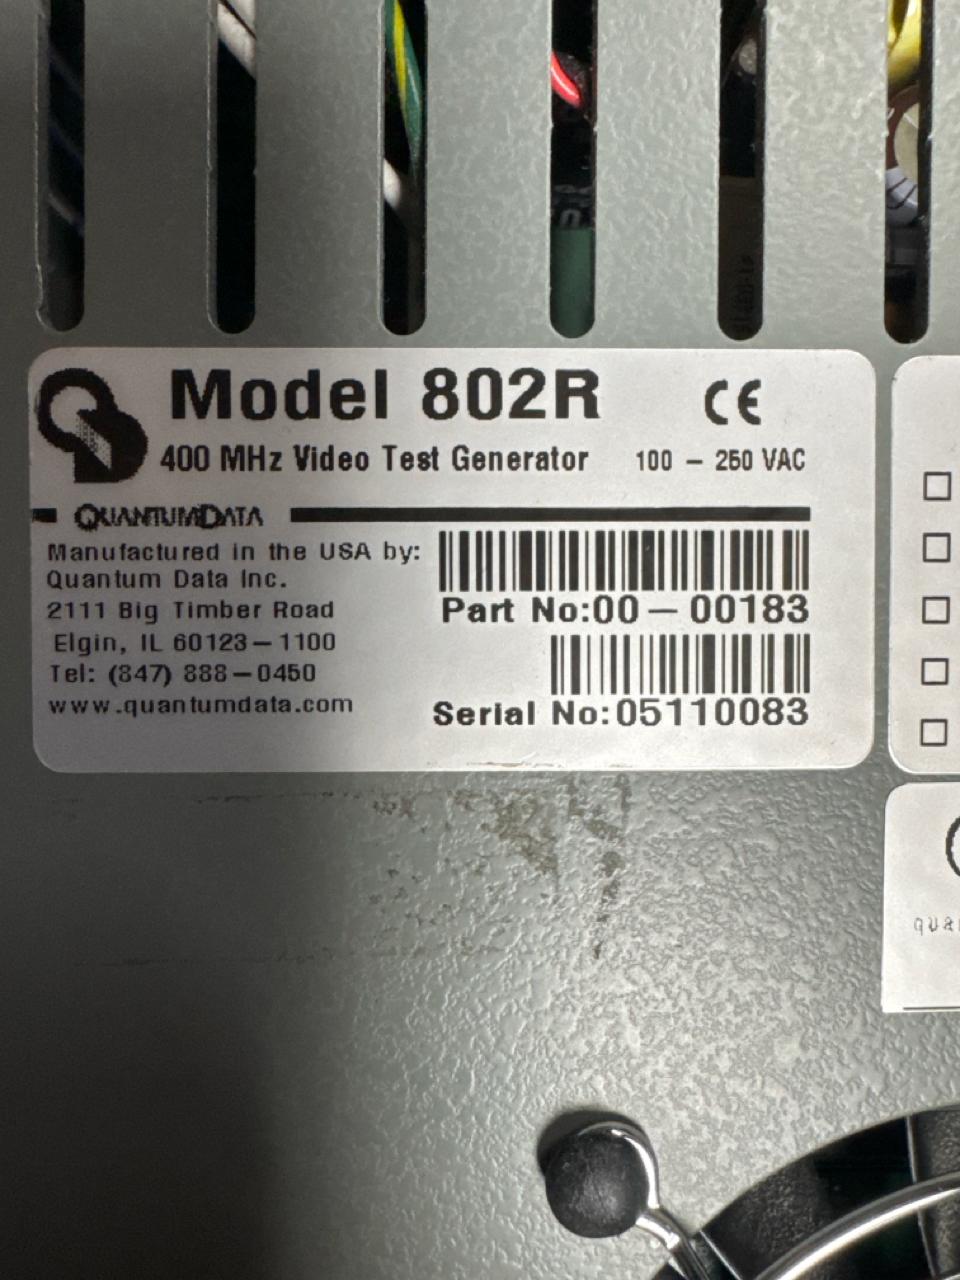 Model 802R
CE
400 MHz Video Test Generator
100 – 250 VAC
QUANTUMDATA
Manufactured in the USA by:
Quantum Data Inc.
2111 Big Timber Road
Elgin, IL 60123–1100
Tel: (847) 888–0450
www.quantumdata.com
Part No:00–00183
Serial No:05110083